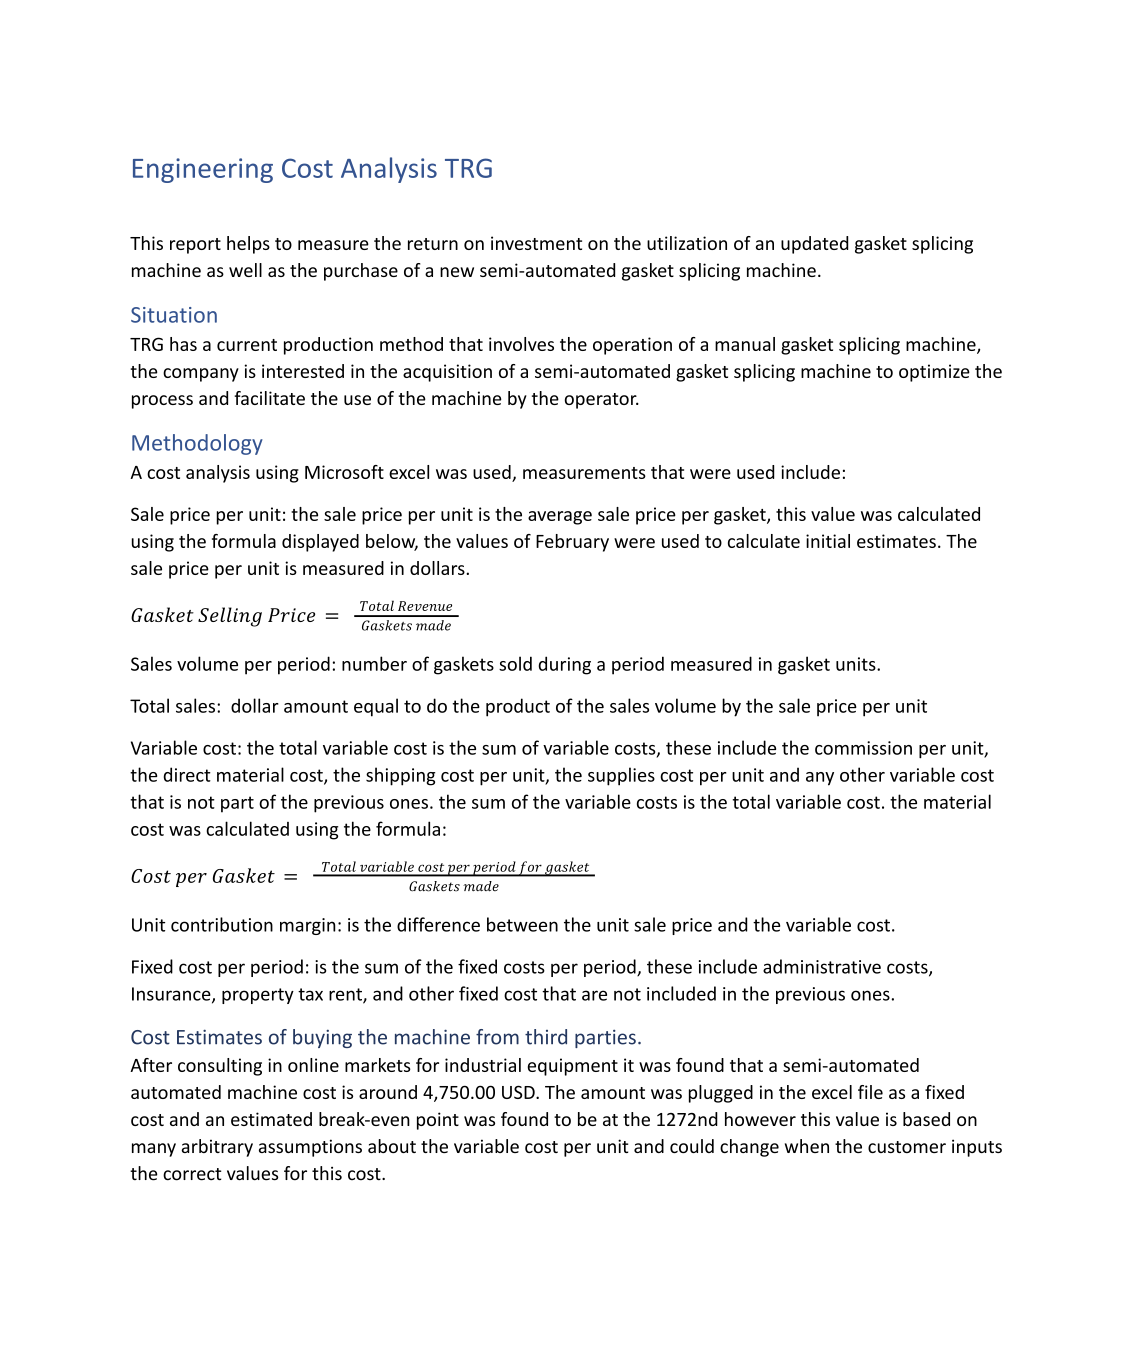 Engineering Cost Analysis TRG
This report helps to measure the return on investment on the utilization of an updated gasket splicing
machine as well as the purchase of a new semi-automated gasket splicing machine.
Situation
TRG has a current production method that involves the operation of a manual gasket splicing machine,
the company is interested in the acquisition of a semi-automated gasket splicing machine to optimize the
process and facilitate the use of the machine by the operator.
Methodology
A cost analysis using Microsoft excel was used, measurements that were used include:
Sale price per unit: the sale price per unit is the average sale price per gasket, this value was calculated
using the formula displayed below, the values of February were used to calculate initial estimates. The
sale price per unit is measured in dollars.
Gasket Selling Price = Total Revenue / Gaskets made
Sales volume per period: number of gaskets sold during a period measured in gasket units.
Total sales:  dollar amount equal to do the product of the sales volume by the sale price per unit
Variable cost: the total variable cost is the sum of variable costs, these include the commission per unit,
the direct material cost, the shipping cost per unit, the supplies cost per unit and any other variable cost
that is not part of the previous ones. the sum of the variable costs is the total variable cost. the material
cost was calculated using the formula:
Cost per Gasket = Total variable cost per period for gasket / Gaskets made
Unit contribution margin: is the difference between the unit sale price and the variable cost.
Fixed cost per period: is the sum of the fixed costs per period, these include administrative costs,
Insurance, property tax rent, and other fixed cost that are not included in the previous ones.
Cost Estimates of buying the machine from third parties.
After consulting in online markets for industrial equipment it was found that a semi-automated
automated machine cost is around 4,750.00 USD. The amount was plugged in the excel file as a fixed
cost and an estimated break-even point was found to be at the 1272nd however this value is based on
many arbitrary assumptions about the variable cost per unit and could change when the customer inputs
the correct values for this cost.